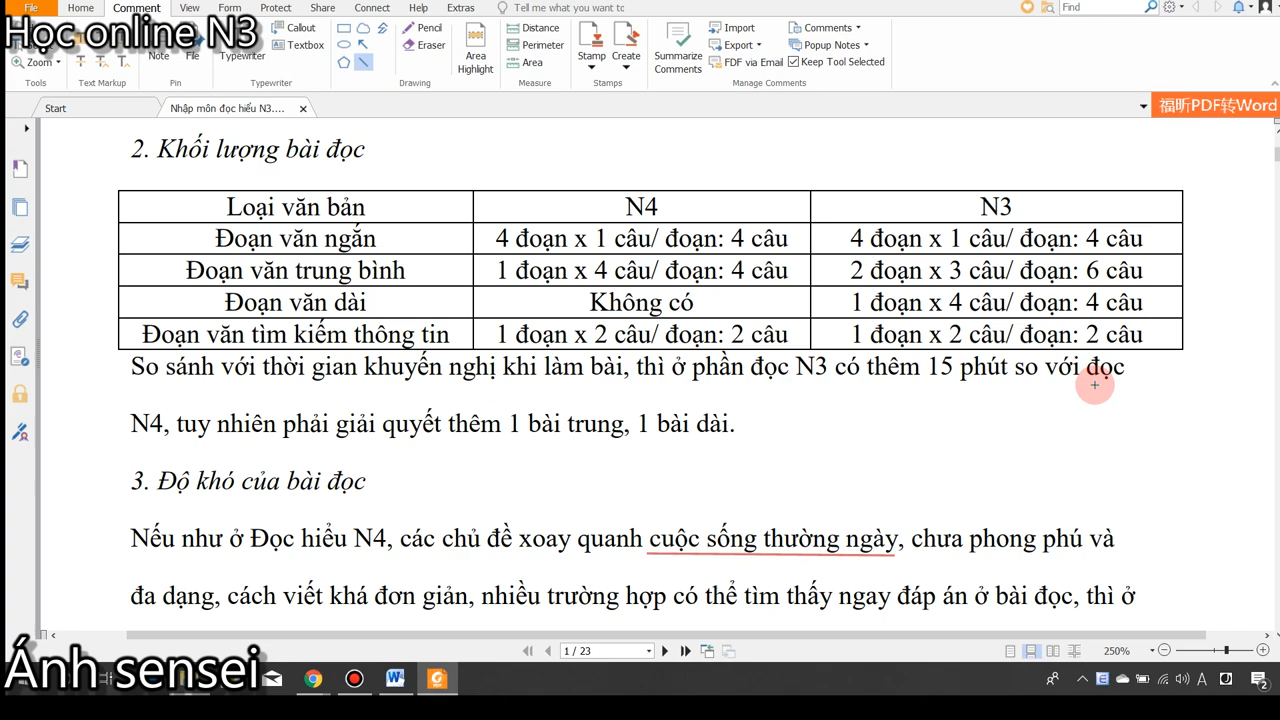 File Home Comment View Form Protect Share Connect Help Extras Tell me what you want to Find
Học online N3
Note File Typewriter Callout Textbox Pencil Eraser Area Highlight Distance Perimeter Area Stamp Create Summarize Comments Import Export FDF via Email Comments Popup Notes Keep Tool Selected
Zoom
Tools Text Markup Pin Typewriter Drawing Measure Stamps Manage Comments
Start Nhập môn đọc hiểu N3.... 福昕PDF转Word
2. Khối lượng bài đọc
Loại văn bản N4 N3
Đoạn văn ngắn 4 đoạn x 1 câu/ đoạn: 4 câu 4 đoạn x 1 câu/ đoạn: 4 câu
Đoạn văn trung bình 1 đoạn x 4 câu/ đoạn: 4 câu 2 đoạn x 3 câu/ đoạn: 6 câu
Đoạn văn dài Không có 1 đoạn x 4 câu/ đoạn: 4 câu
Đoạn văn tìm kiếm thông tin 1 đoạn x 2 câu/ đoạn: 2 câu 1 đoạn x 2 câu/ đoạn: 2 câu
So sánh với thời gian khuyến nghị khi làm bài, thì ở phần đọc N3 có thêm 15 phút so với đọc
N4, tuy nhiên phải giải quyết thêm 1 bài trung, 1 bài dài.
3. Độ khó của bài đọc
Nếu như ở Đọc hiểu N4, các chủ đề xoay quanh cuộc sống thường ngày, chưa phong phú và
đa dạng, cách viết khá đơn giản, nhiều trường hợp có thể tìm thấy ngay đáp án ở bài đọc, thì ở
1 / 23 250%
Ánh sensei